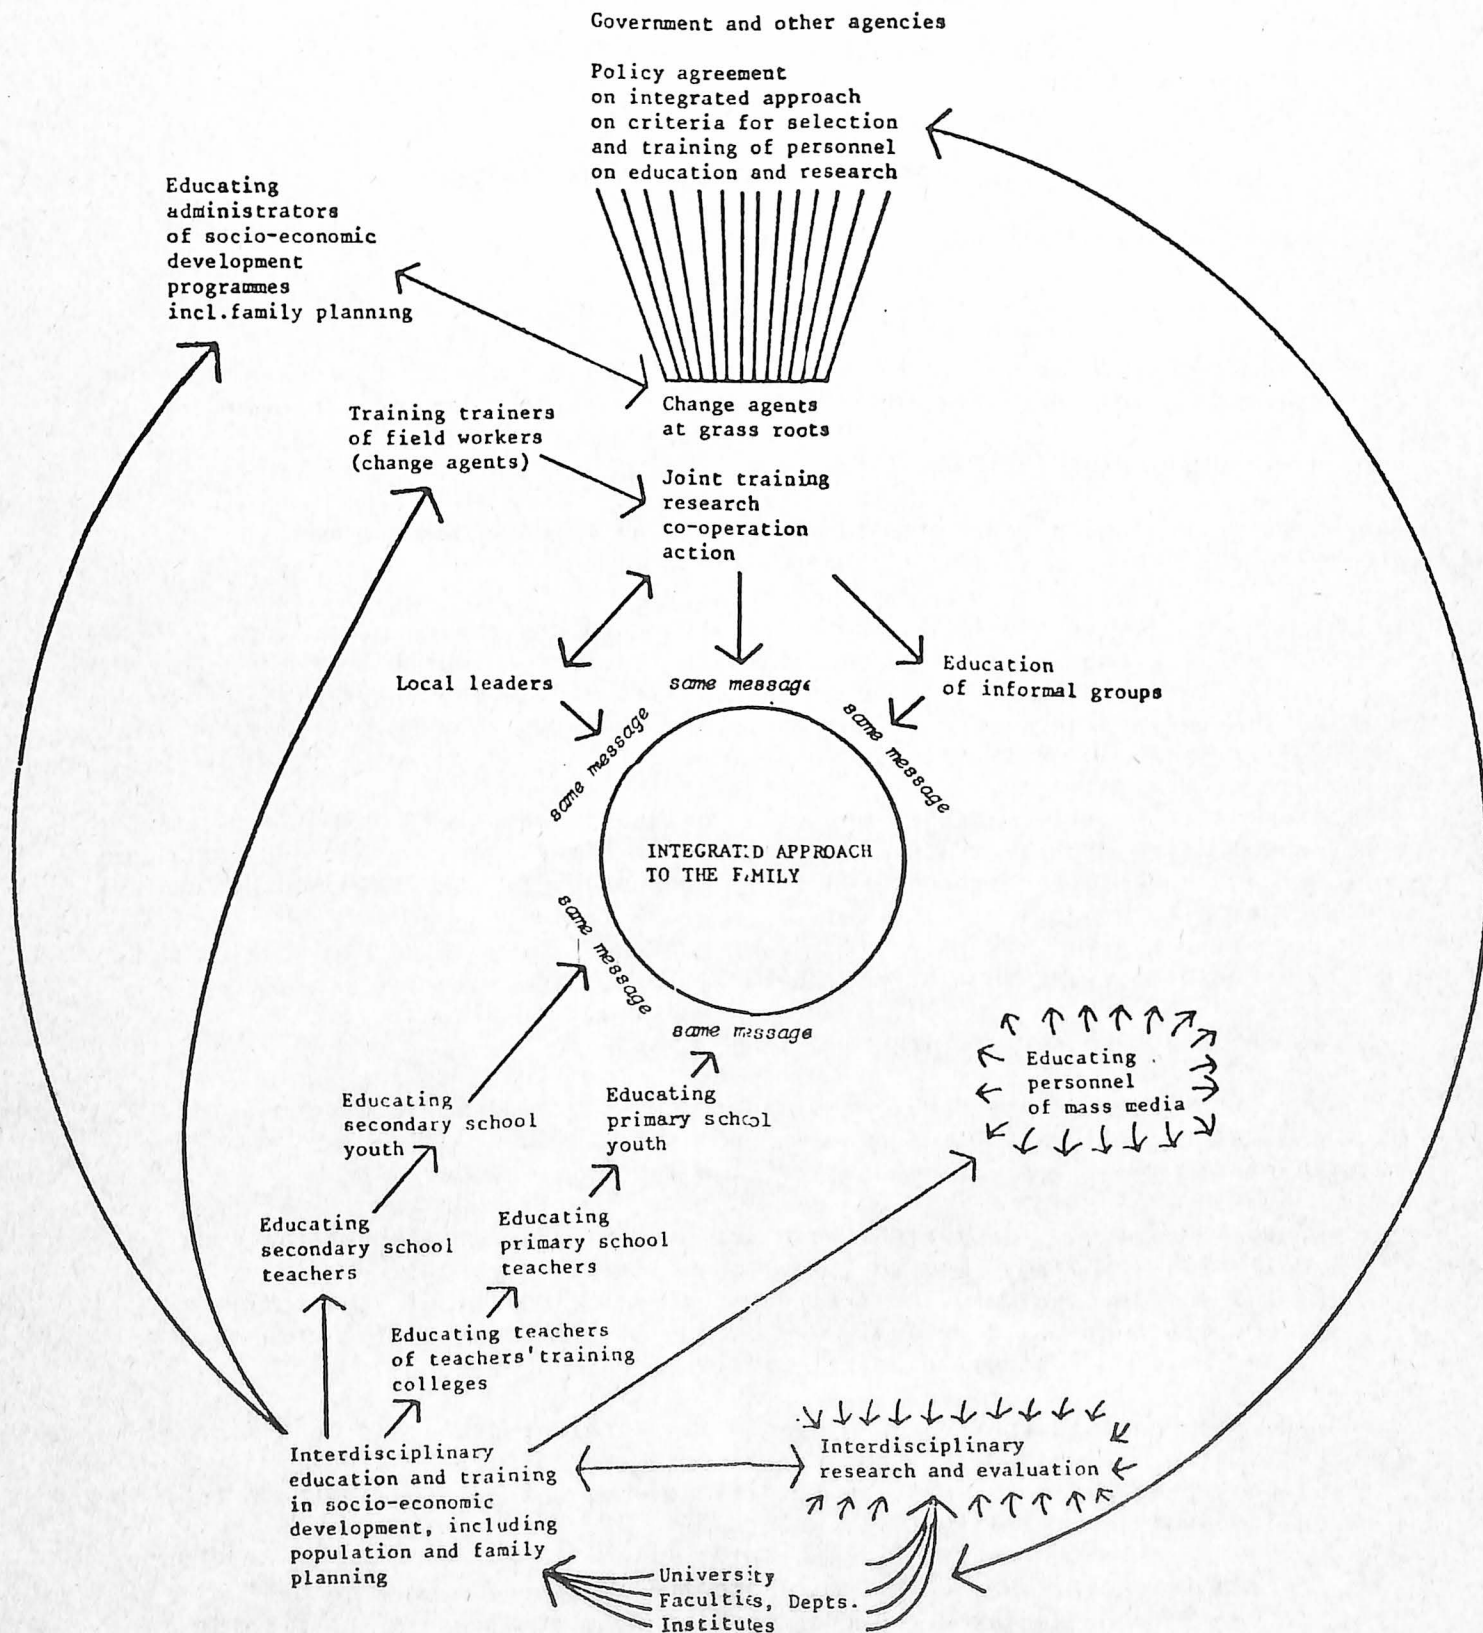 Government and other agencies
Policy agreement
on integrated approach
on criteria for selection
and training of personnel
on education and research
Educating
administrators
of socio-economic
development
programmes
incl.family planning
Change agents
at grass roots
Training trainers
of field workers
(change agents)
Joint training
research
co-operation
action
Local leaders
same message
Education
of informal groups
same message
same message
INTEGRATED APPROACH
TO THE FAMILY
same message
same message
Educating
personnel
of mass media
Educating
secondary school
youth
Educating
primary school
youth
Educating
secondary school
teachers
Educating
primary school
teachers
Educating teachers
of teachers'training
colleges
Interdisciplinary
education and training
in socio-economic
development, including
population and family
planning
Interdisciplinary
research and evaluation
University
Faculties, Depts.
Institutes